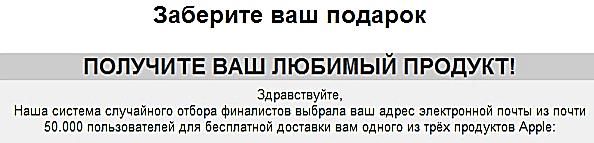 Заберите ваш подарок
ПОЛУЧИТЕ ВАШ ЛЮБИМЫЙ ПРОДУКТ!
Здравствуйте,
Наша система случайного отбора финалистов выбрала ваш адрес электронной почты из почти
50.000 пользователей для бесплатной доставки вам одного из трёх продуктов Apple: